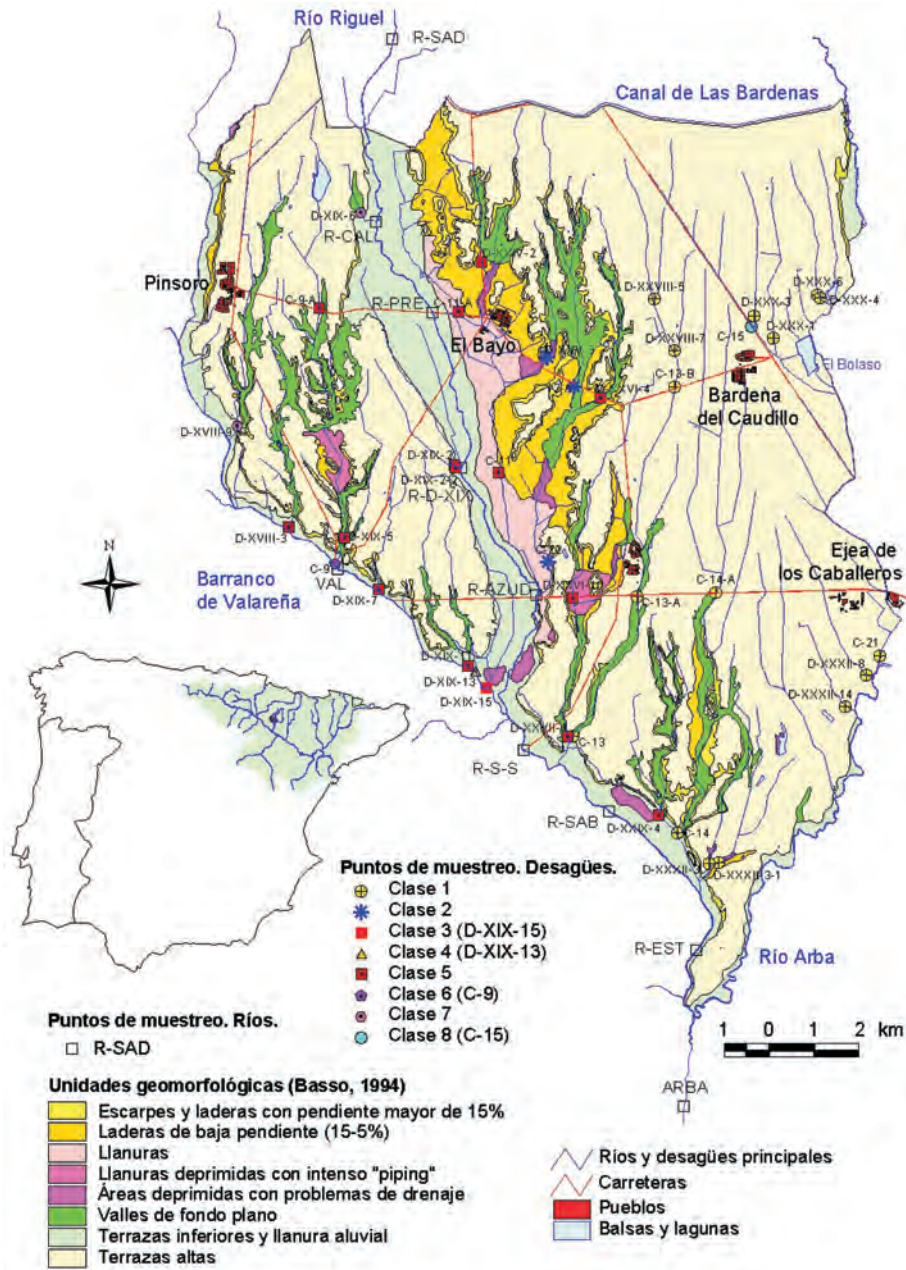 Río Riguel
R-SAD
Canal de Las Bardenas
D-XIX-6
R-CAL
V-2
Pinsoro
C-9-A
R-PRE
C-11-A
El Bayo
D-XXVIII-5
D-XXX-6
D-XXX-4
D-XXX-3
C-15
D-XXX-1
D-XXVIII-7
El Bolaso
C-13-B
Bardena
del Caudillo
D-XVIII-8
D-XIX-2
R-D-XIX
D-XVIII-3
D-XIX-5
Barranco
de Valareña
C-9
VAL
D-XIX-7
R-AZUD
C-13-A
C-14-A
Ejea de
los Caballeros
C-21
D-XXXII-8
D-XXXII-14
D-XIX-13
D-XIX-15
C-13
R-S-S
R-SAB
D-XXIX-4
C-14
D-XXXII-3
D-XXXII-3-1
R-EST
Río Arba
ARBA
N
Puntos de muestreo. Desagües.
Clase 1
Clase 2
Clase 3 (D-XIX-15)
Clase 4 (D-XIX-13)
Clase 5
Clase 6 (C-9)
Clase 7
Clase 8 (C-15)
1 0 1 2 km
Puntos de muestreo. Ríos.
R-SAD
Unidades geomorfológicas (Basso, 1994)
Escarpes y laderas con pendiente mayor de 15%
Laderas de baja pendiente (15-5%)
Llanuras
Llanuras deprimidas con intenso "piping"
Áreas deprimidas con problemas de drenaje
Valles de fondo plano
Terrazas inferiores y llanura aluvial
Terrazas altas
Ríos y desagües principales
Carreteras
Pueblos
Balsas y lagunas